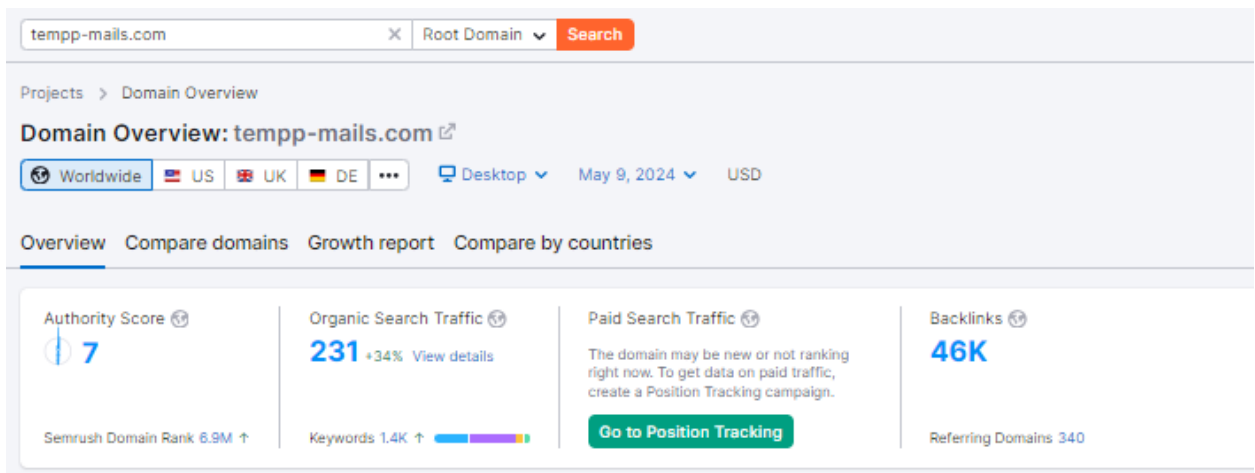 tempp-mails.com × Root Domain Search
Projects > Domain Overview
Domain Overview: tempp-mails.com
Worldwide US UK DE ••• Desktop May 9, 2024 USD
Overview Compare domains Growth report Compare by countries
Authority Score
7
Semrush Domain Rank 6.9M ↑
Organic Search Traffic
231 +34% View details
Keywords 1.4K ↑
Paid Search Traffic
The domain may be new or not ranking
right now. To get data on paid traffic,
create a Position Tracking campaign.
Go to Position Tracking
Backlinks
46K
Referring Domains 340